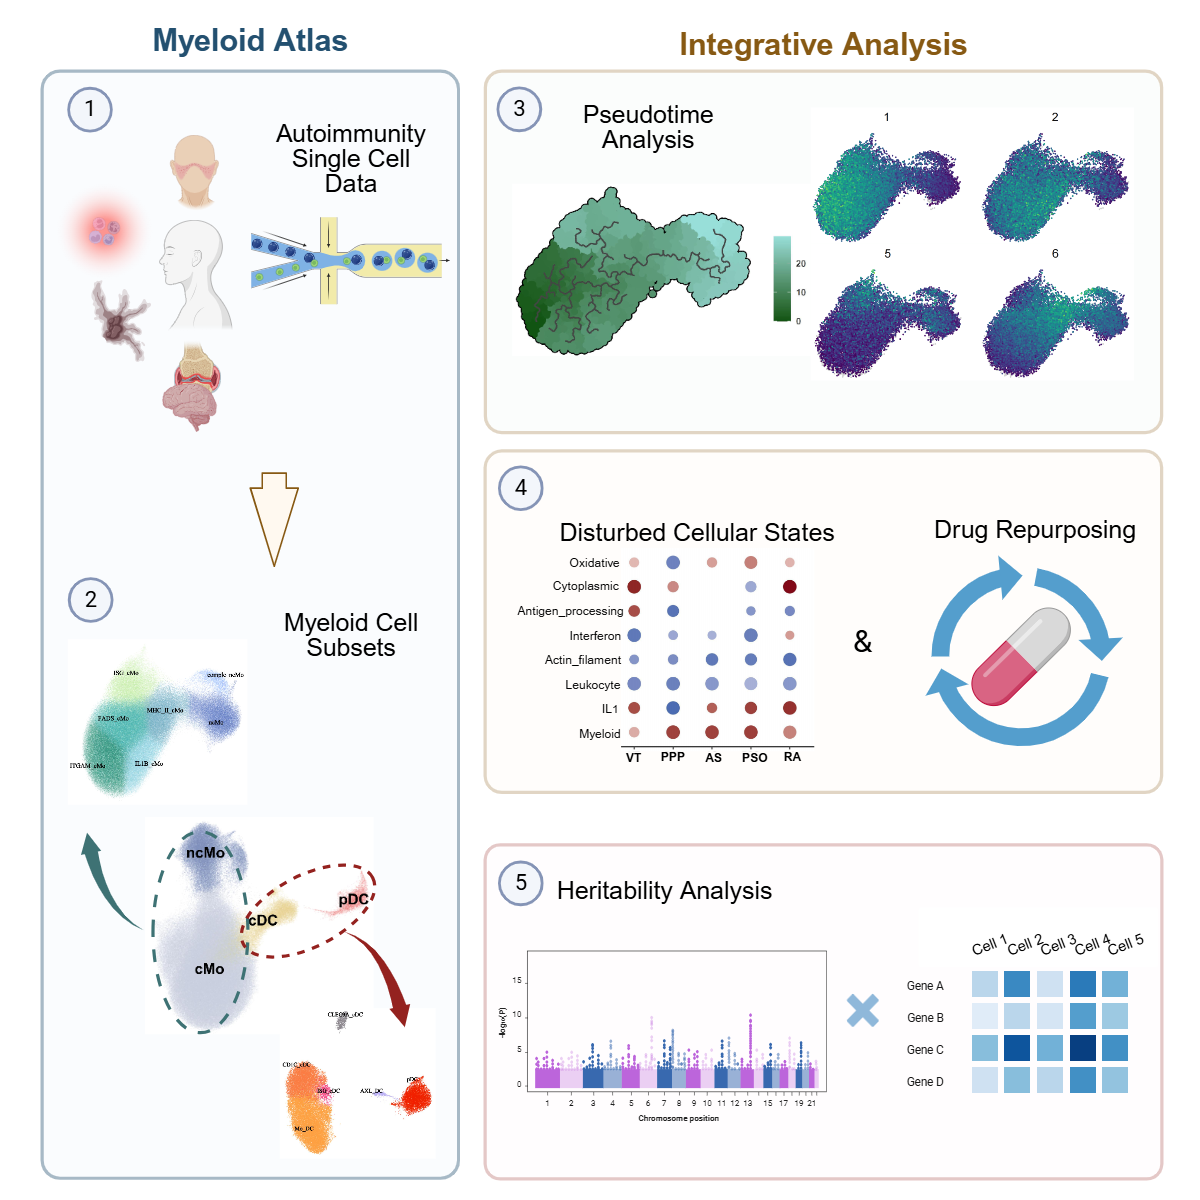 Myeloid Atlas
Integrative Analysis
1
Autoimmunity
Single Cell
Data
2
Myeloid Cell
Subsets
ISG_cMo
comple_ncMo
MHC_II_cMo
PADS_cMo
ncMo
ITGAM_cMo
IL1B_cMo
ncMo
pDC
cDC
cMo
CLEC9A_cDC
CD1C_cDC
ISG_cDC
AXL_DC
pDC
Mo_DC
3
Pseudotime
Analysis
20
10
0
1
2
5
6
4
Disturbed Cellular States
Oxidative
Cytoplasmic
Antigen_processing
Interferon
Actin_filament
Leukocyte
IL1
Myeloid
VT PPP AS PSO RA
&
Drug Repurposing
5
Heritability Analysis
-log₁₀(P)
15
10
5
0
1 2 3 4 5 6 7 8 9 10 11 12 13 15 17 19 21
Chromosome position
Cell 1 Cell 2 Cell 3 Cell 4 Cell 5
Gene A
Gene B
Gene C
Gene D